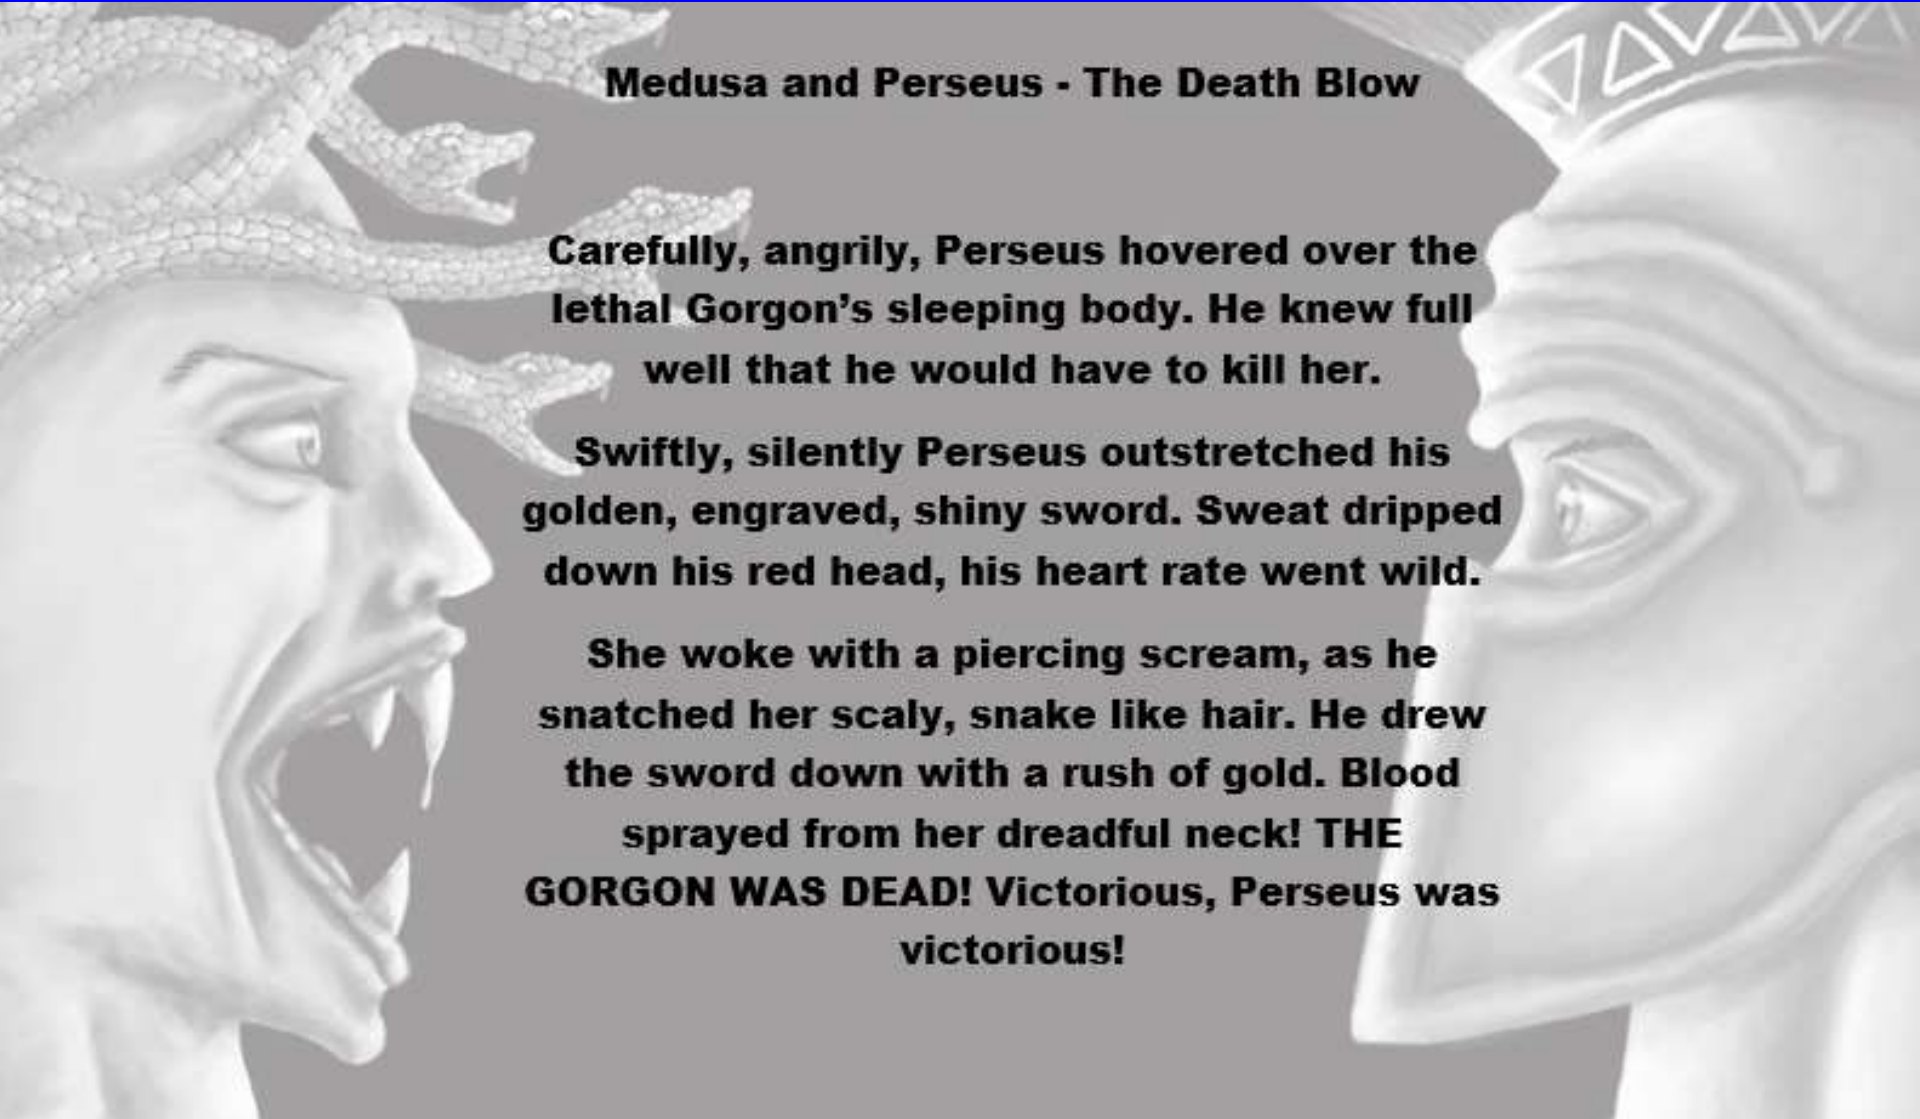 Medusa and Perseus - The Death Blow
Carefully, angrily, Perseus hovered over the
lethal Gorgon’s sleeping body. He knew full
well that he would have to kill her.
Swiftly, silently Perseus outstretched his
golden, engraved, shiny sword. Sweat dripped
down his red head, his heart rate went wild.
She woke with a piercing scream, as he
snatched her scaly, snake like hair. He drew
the sword down with a rush of gold. Blood
sprayed from her dreadful neck! THE
GORGON WAS DEAD! Victorious, Perseus was
victorious!